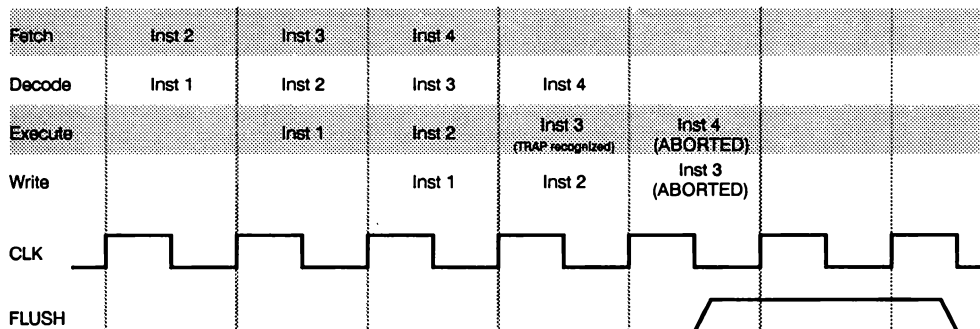 Fetch Inst 2 Inst 3 Inst 4
Decode Inst 1 Inst 2 Inst 3 Inst 4
Execute Inst 1 Inst 2 Inst 3 Inst 4
(TRAP recognized) (ABORTED)
Write Inst 1 Inst 2 Inst 3
(ABORTED)
CLK
FLUSH